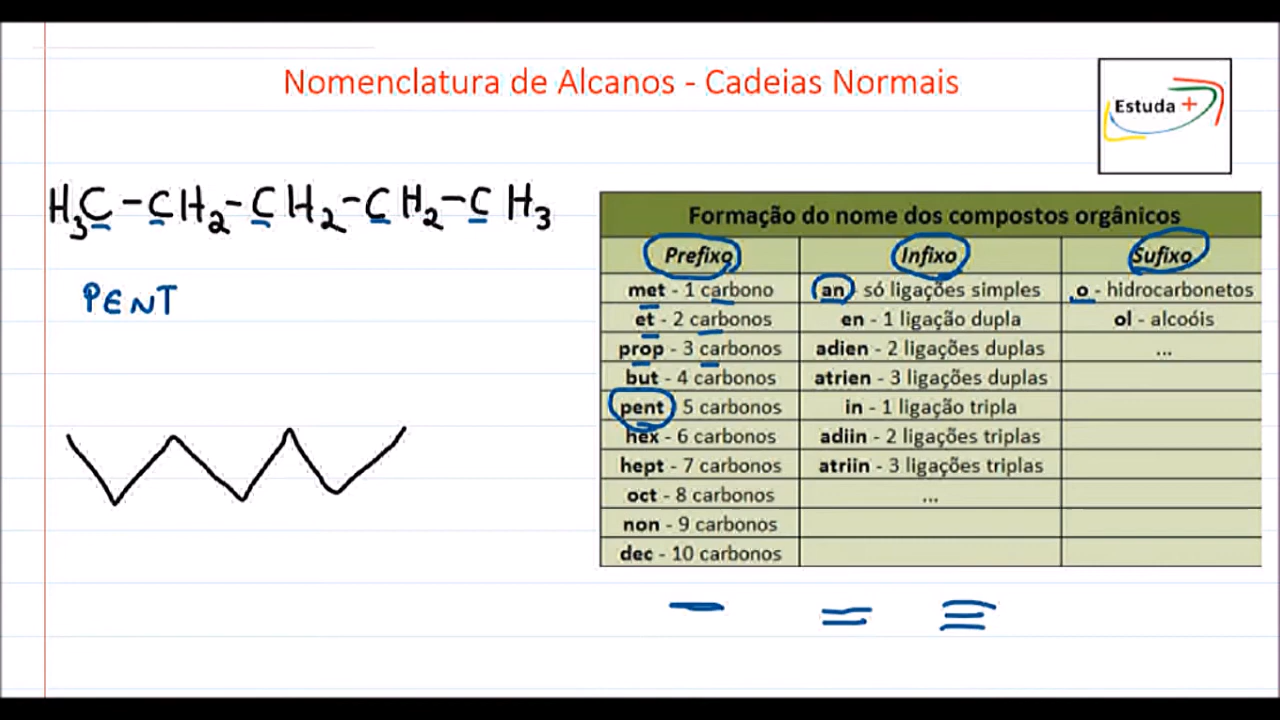 Nomenclatura de Alcanos - Cadeias Normais
Estuda +
H3C - CH2 - CH2 - CH2 - CH3
PENT
Formação do nome dos compostos orgânicos
Prefixo Infixo Sufixo
met - 1 carbono an - só ligações simples o - hidrocarbonetos
et - 2 carbonos en - 1 ligação dupla ol - alcoóis
prop - 3 carbonos adien - 2 ligações duplas ...
but - 4 carbonos atrien - 3 ligações duplas
pent - 5 carbonos in - 1 ligação tripla
hex - 6 carbonos adiin - 2 ligações triplas
hept - 7 carbonos atriin - 3 ligações triplas
oct - 8 carbonos ...
non - 9 carbonos
dec - 10 carbonos